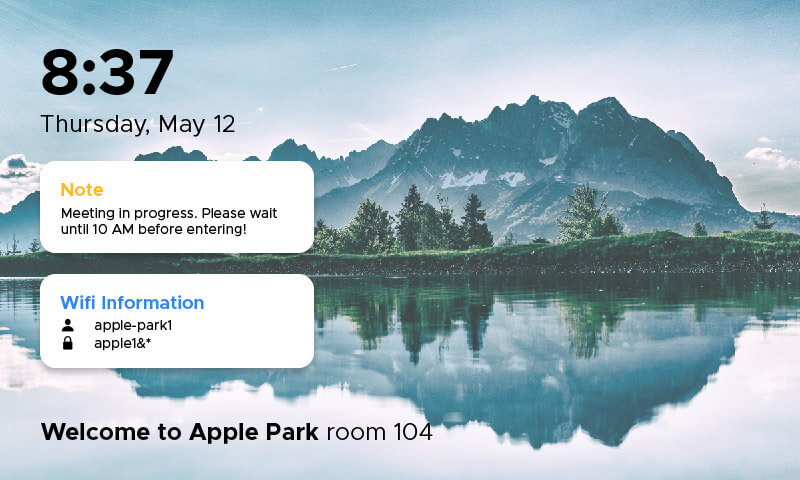 8:37
Thursday, May 12
Note
Meeting in progress. Please wait
until 10 AM before entering!
Wifi Information
apple-park1
apple1&*
Welcome to Apple Park room 104